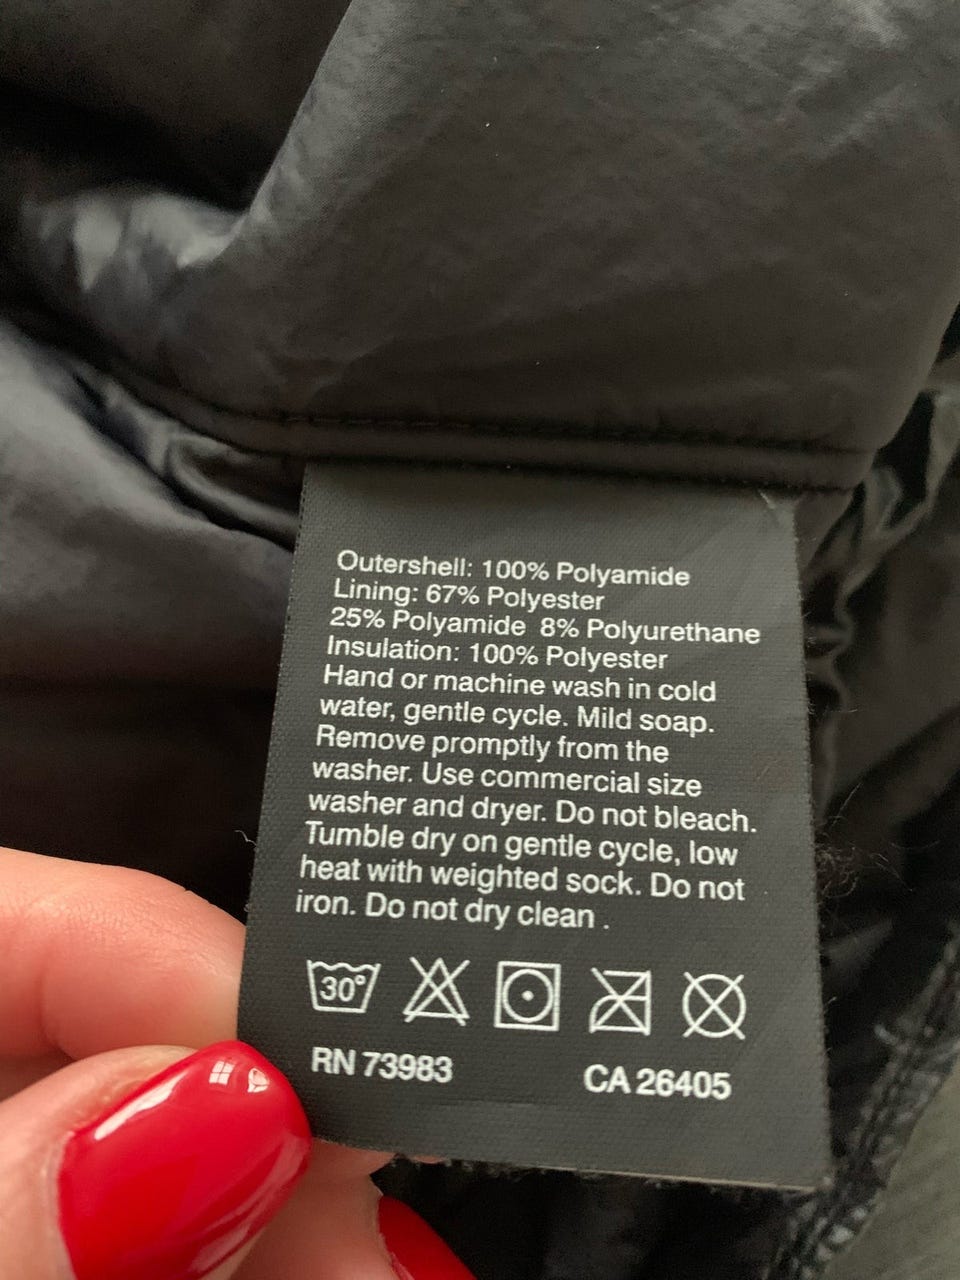 Outershell: 100% Polyamide
Lining: 67% Polyester
25% Polyamide 8% Polyurethane
Insulation: 100% Polyester
Hand or machine wash in cold
water, gentle cycle. Mild soap.
Remove promptly from the
washer. Use commercial size
washer and dryer. Do not bleach.
Tumble dry on gentle cycle, low
heat with weighted sock. Do not
iron. Do not dry clean .
30°
RN 73983 CA 26405